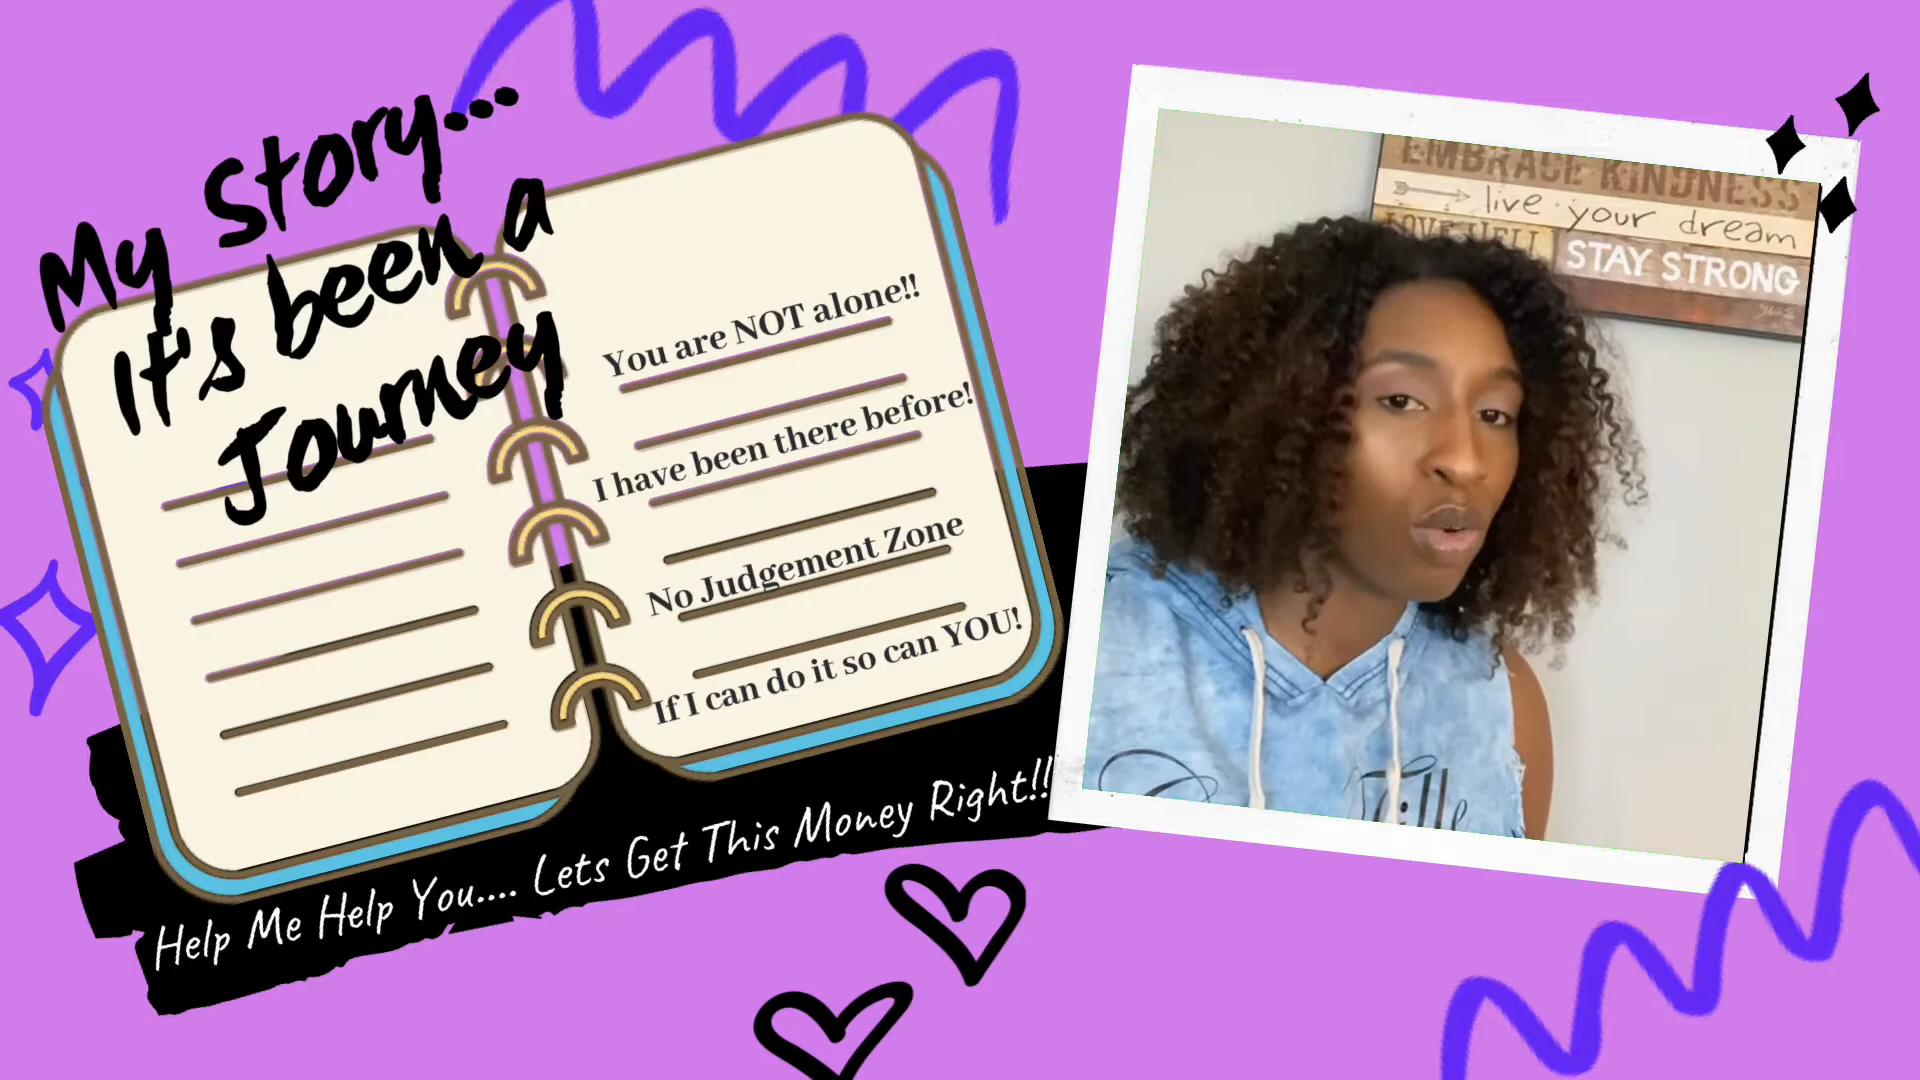 My Story...
It's been a
Journey
You are NOT alone!!
I have been there before!
No Judgement Zone
If I can do it so can YOU!
Help Me Help You.... Lets Get This Money Right!!
EMBRACE KINDNESS
live your dream
LOVE WELL
STAY STRONG